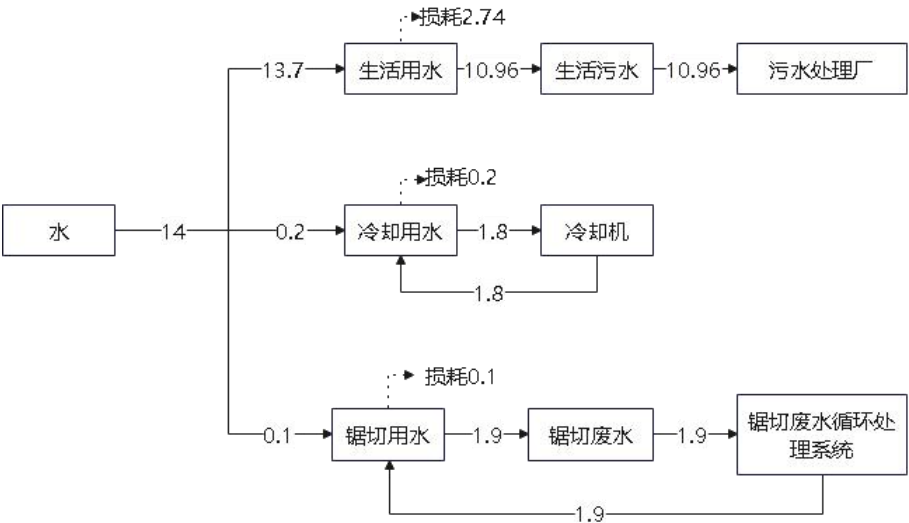 损耗2.74
13.7
生活用水
10.96
生活污水
10.96
污水处理厂
损耗0.2
水
14
0.2
冷却用水
1.8
冷却机
1.8
损耗0.1
0.1
锯切用水
1.9
锯切废水
1.9
锯切废水循环处
理系统
1.9